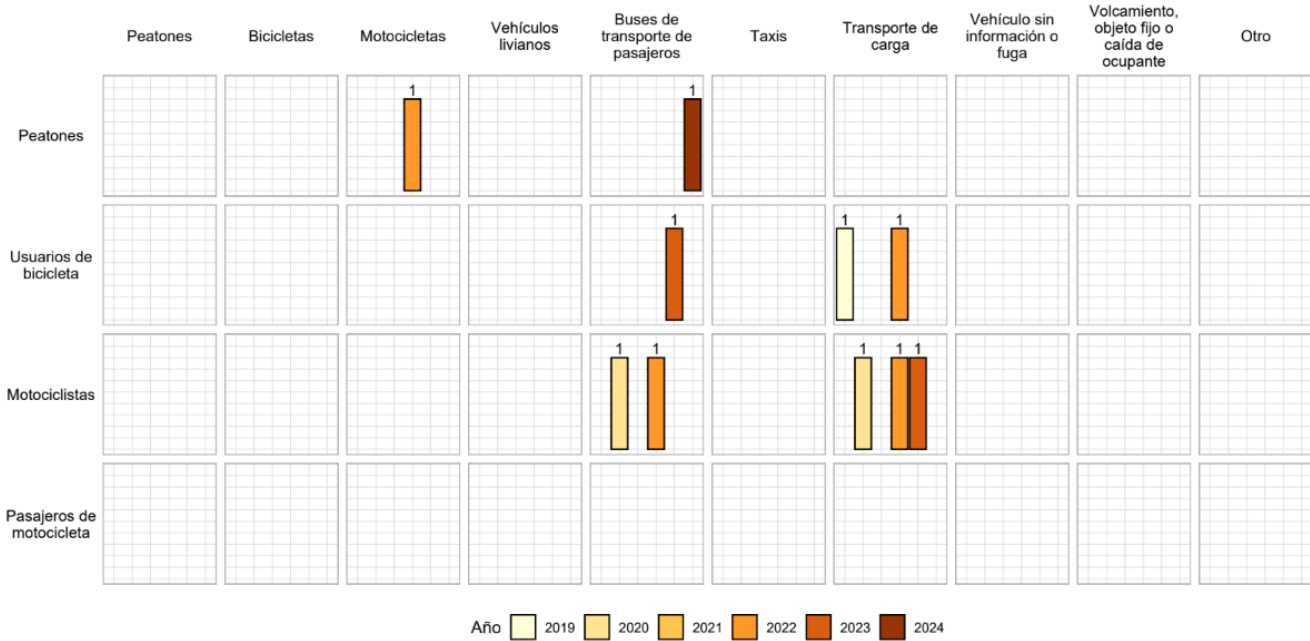 Peatones
Bicicletas
Motocicletas
Vehículos
livianos
Buses de
transporte de
pasajeros
Taxis
Transporte de
carga
Vehículo sin
información o
fuga
Volcamiento,
objeto fijo o
caída de
ocupante
Otro
Peatones
1
1
Usuarios de
bicicleta
1
1
1
Motociclistas
1
1
1
1
1
Pasajeros de
motocicleta
Año 2019 2020 2021 2022 2023 2024